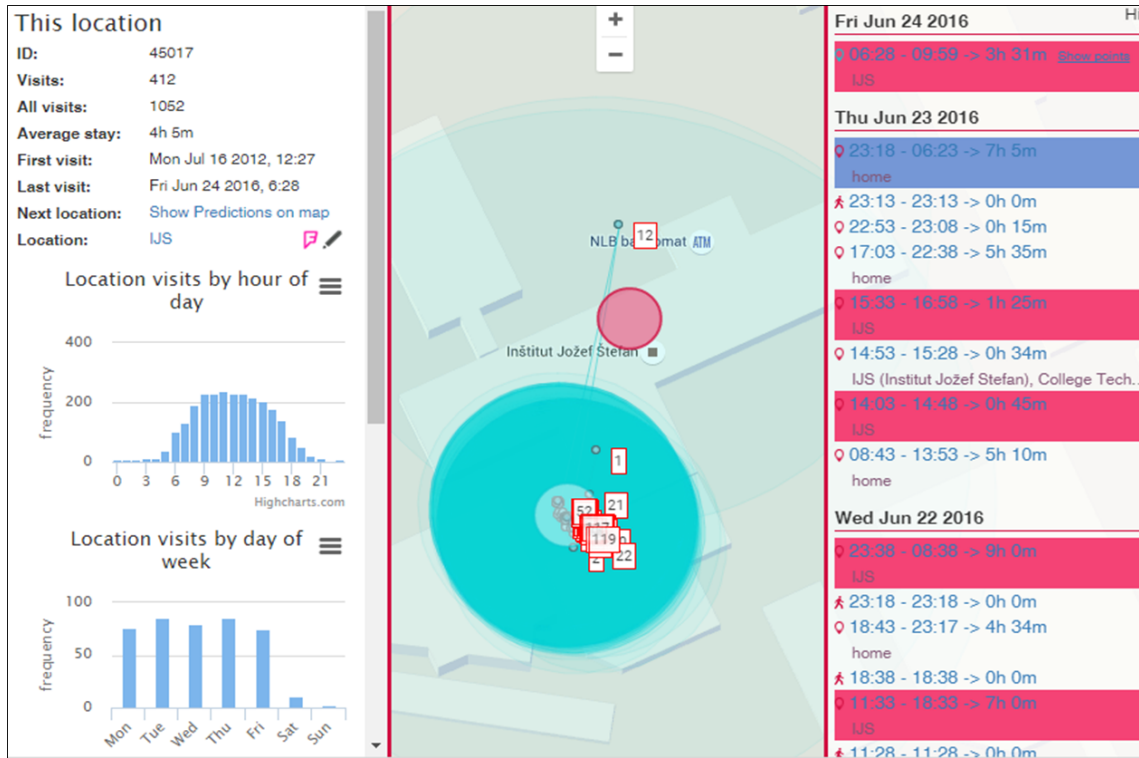 This location
ID: 45017
Visits: 412
All visits: 1052
Average stay: 4h 5m
First visit: Mon Jul 16 2012, 12:27
Last visit: Fri Jun 24 2016, 6:28
Next location: Show Predictions on map
Location: IJS
Location visits by hour of
day
frequency
400
200
0
0 3 6 9 12 15 18 21
Highcharts.com
Location visits by day of
week
frequency
100
50
0
Mon Tue Wed Thu Fri Sat Sun
+
−
12
NLB ba omat ATM
Inštitut Jožef Štefan
1
21
52
117
119
22
2
Hi
Fri Jun 24 2016
06:28 - 09:59 -> 3h 31m Show points
IJS
Thu Jun 23 2016
23:18 - 06:23 -> 7h 5m
home
23:13 - 23:13 -> 0h 0m
22:53 - 23:08 -> 0h 15m
17:03 - 22:38 -> 5h 35m
home
15:33 - 16:58 -> 1h 25m
IJS
14:53 - 15:28 -> 0h 34m
IJS (Institut Jožef Stefan), College Tech..
14:03 - 14:48 -> 0h 45m
IJS
08:43 - 13:53 -> 5h 10m
home
Wed Jun 22 2016
23:38 - 08:38 -> 9h 0m
IJS
23:18 - 23:18 -> 0h 0m
18:43 - 23:17 -> 4h 34m
home
18:38 - 18:38 -> 0h 0m
11:33 - 18:33 -> 7h 0m
IJS
11:28 - 11:28 -> 0h 0m